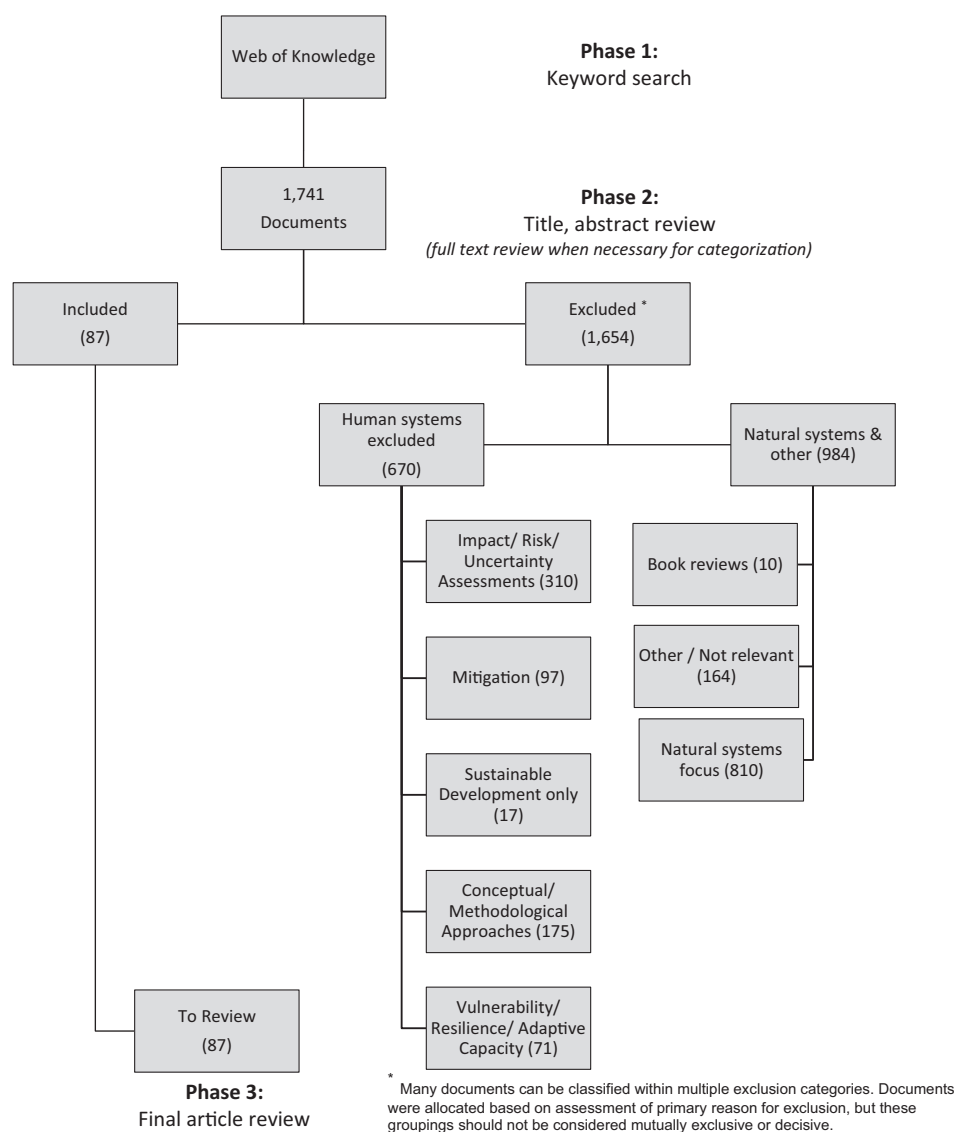 Web of Knowledge
Phase 1:
Keyword search
1,741
Documents
Phase 2:
Title, abstract review
(full text review when necessary for categorization)
Included
(87)
Excluded *
(1,654)
Human systems
excluded
(670)
Natural systems &
other (984)
Impact/ Risk/
Uncertainty
Assessments (310)
Mitigation (97)
Sustainable
Development only
(17)
Conceptual/
Methodological
Approaches (175)
Vulnerability/
Resilience/ Adaptive
Capacity (71)
Book reviews (10)
Other / Not relevant
(164)
Natural systems
focus (810)
To Review
(87)
Phase 3:
Final article review
* Many documents can be classified within multiple exclusion categories. Documents
were allocated based on assessment of primary reason for exclusion, but these
groupings should not be considered mutually exclusive or decisive.